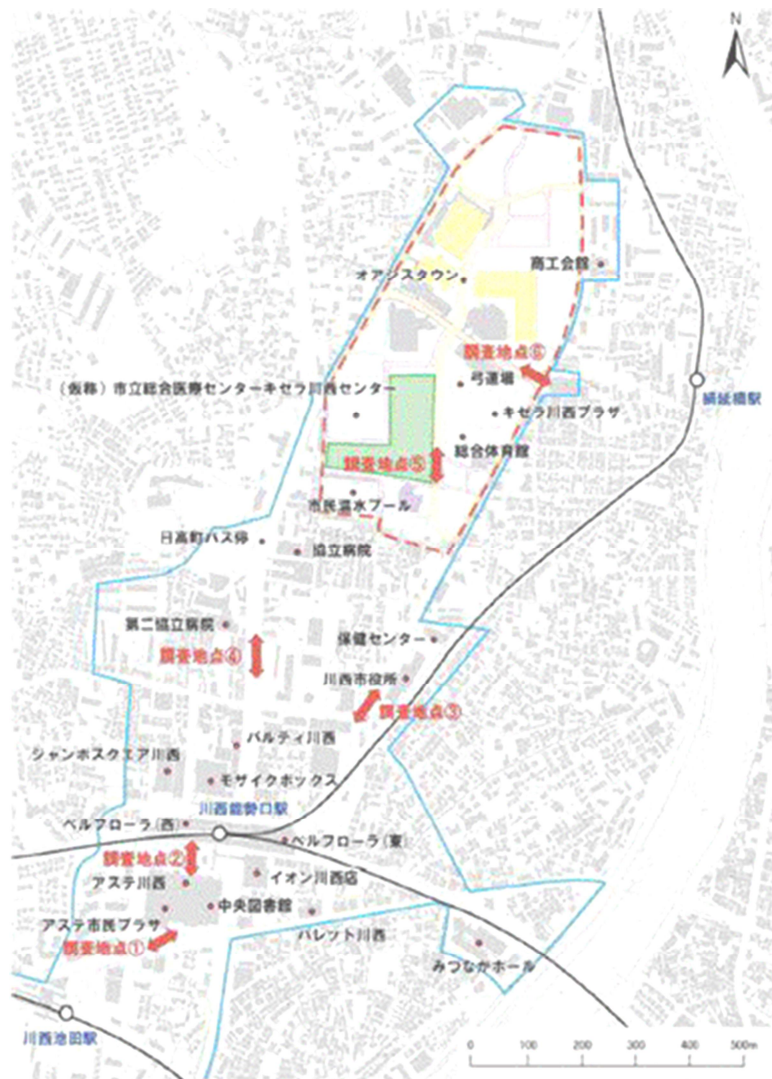 N
オアシスタウン
商工会館
調査地点⑥
(仮称)市立総合医療センターキセラ川西センター
弓道場
絹延橋駅
キセラ川西プラザ
総合体育館
調査地点⑤
市民温水プール
日高町バス停
協立病院
第二協立病院
保健センター
調査地点④
川西市役所
調査地点③
パルティ川西
ジャンボスクエア川西
モザイクボックス
川西能勢口駅
ベルフローラ(西)
ベルフローラ(東)
調査地点②
イオン川西店
アステ川西
中央図書館
アステ市民プラザ
パレット川西
調査地点①
みつなかホール
川西池田駅
0 100 200 300 400 500m